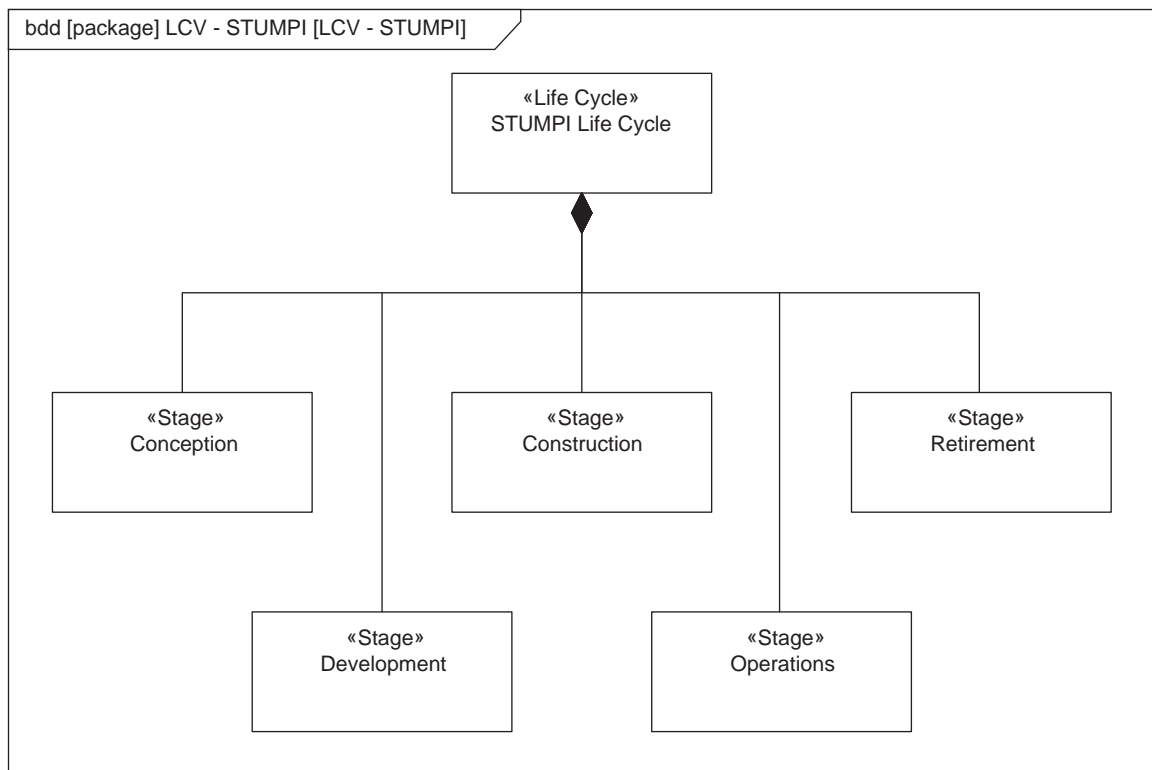 bdd [package] LCV - STUMPI [LCV - STUMPI]
«Life Cycle»
STUMPI Life Cycle
«Stage»
Conception
«Stage»
Construction
«Stage»
Retirement
«Stage»
Development
«Stage»
Operations